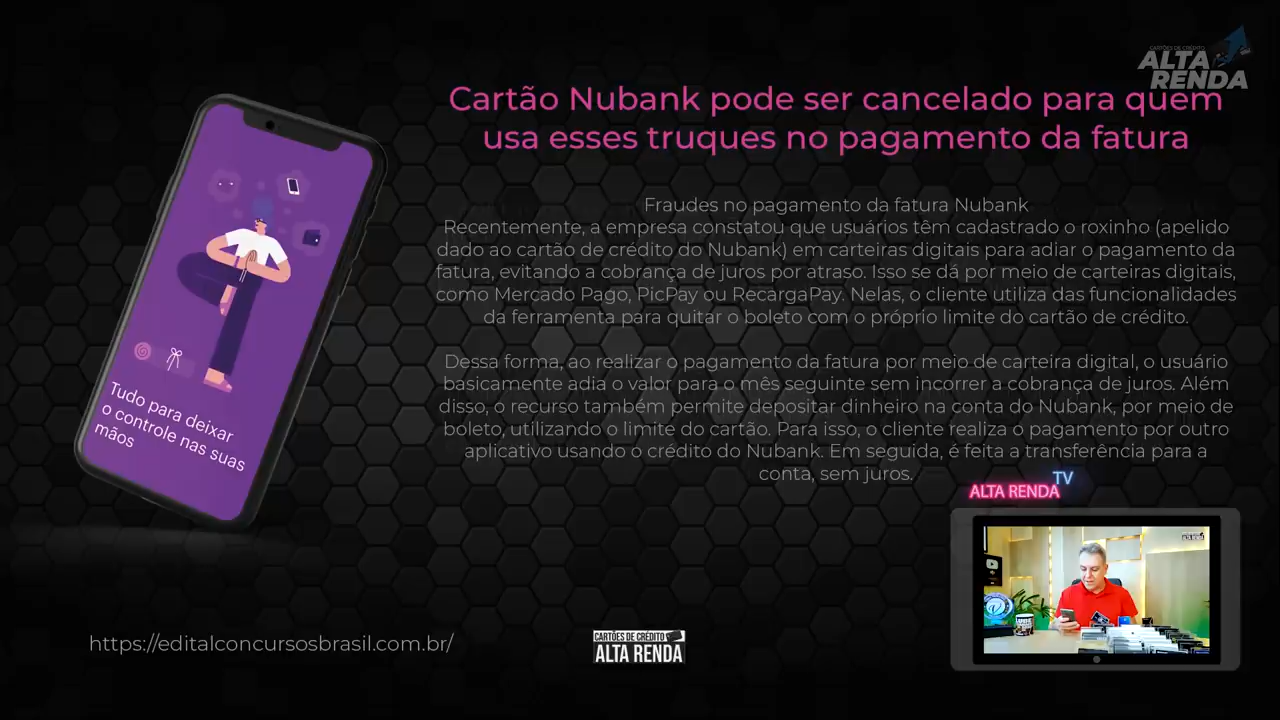 CARTÕES DE CRÉDITO
ALTA
RENDA
Cartão Nubank pode ser cancelado para quem
usa esses truques no pagamento da fatura
Fraudes no pagamento da fatura Nubank
Recentemente, a empresa constatou que usuários têm cadastrado o roxinho (apelido
dado ao cartão de crédito do Nubank) em carteiras digitais para adiar o pagamento da
fatura, evitando a cobrança de juros por atraso. Isso se dá por meio de carteiras digitais,
como Mercado Pago, PicPay ou RecargaPay. Nelas, o cliente utiliza das funcionalidades
da ferramenta para quitar o boleto com o próprio limite do cartão de crédito.
Dessa forma, ao realizar o pagamento da fatura por meio de carteira digital, o usuário
basicamente adia o valor para o mês seguinte sem incorrer a cobrança de juros. Além
disso, o recurso também permite depositar dinheiro na conta do Nubank, por meio de
boleto, utilizando o limite do cartão. Para isso, o cliente realiza o pagamento por outro
aplicativo usando o crédito do Nubank. Em seguida, é feita a transferência para a
conta, sem juros.
Tudo para deixar
o controle nas suas
mãos
TV
ALTA RENDA
ALTA
RENDA
https://editalconcursosbrasil.com.br/
CARTÕES DE CRÉDITO
ALTA RENDA